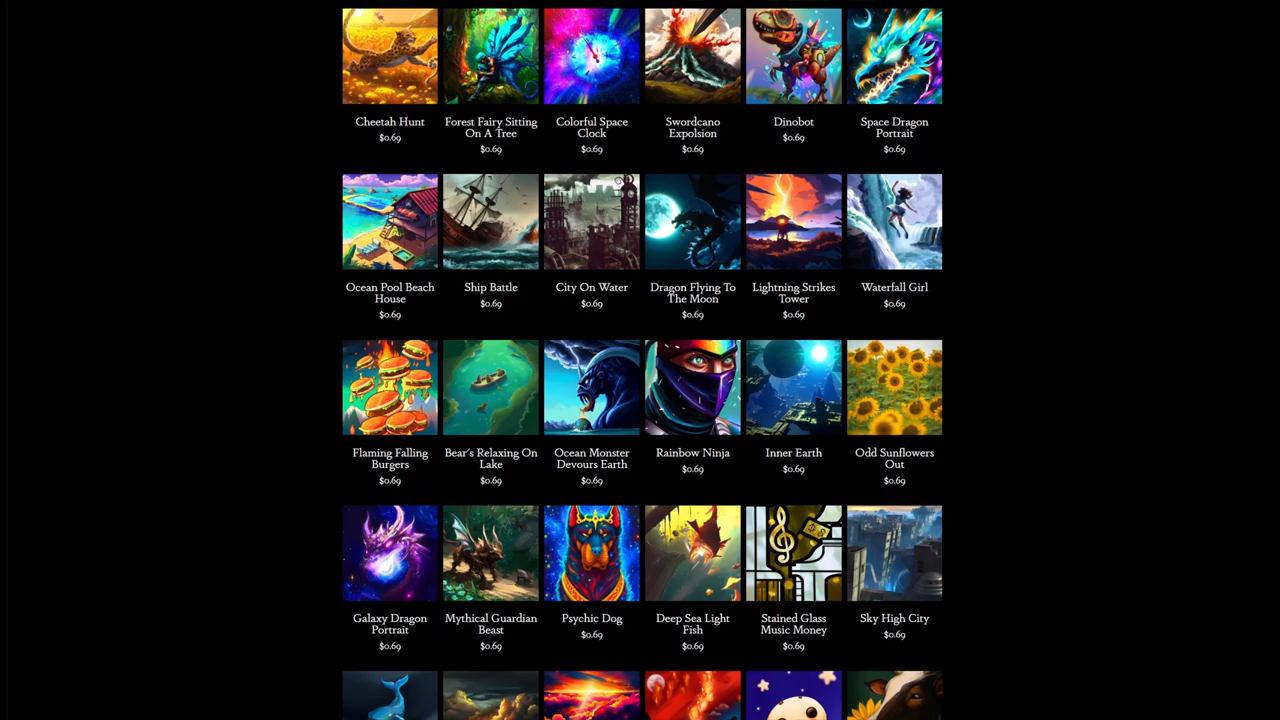 Cheetah Hunt
$0.69
Forest Fairy Sitting
On A Tree
$0.69
Colorful Space
Clock
$0.69
Swordcano
Expolsion
$0.69
Dinobot
$0.69
Space Dragon
Portrait
$0.69
Ocean Pool Beach
House
$0.69
Ship Battle
$0.69
City On Water
$0.69
Dragon Flying To
The Moon
$0.69
Lightning Strikes
Tower
$0.69
Waterfall Girl
$0.69
Flaming Falling
Burgers
$0.69
Bear's Relaxing On
Lake
$0.69
Ocean Monster
Devours Earth
$0.69
Rainbow Ninja
$0.69
Inner Earth
$0.69
Odd Sunflowers
Out
$0.69
Galaxy Dragon
Portrait
$0.69
Mythical Guardian
Beast
$0.69
Psychic Dog
$0.69
Deep Sea Light
Fish
$0.69
Stained Glass
Music Money
$0.69
Sky High City
$0.69